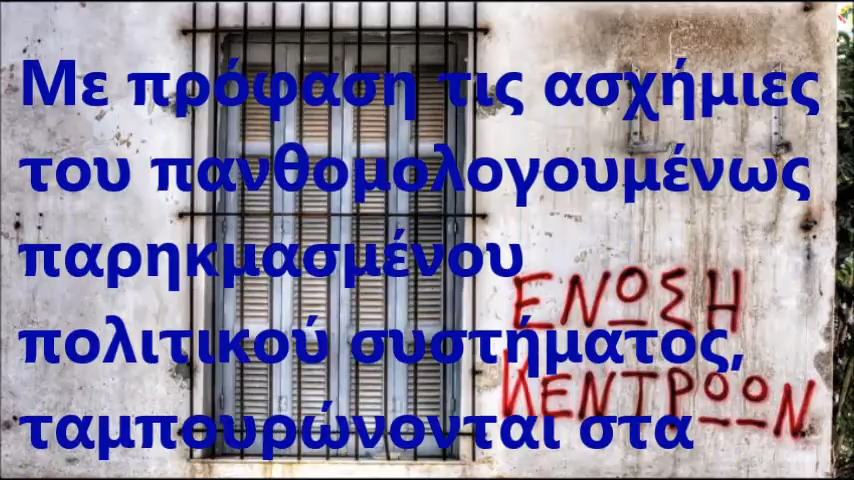 Με πρόφαση τις ασχήμιες
του πανθομολογουμένως
παρηκμασμένου
πολιτικού συστήματος,
ταμπουρώνονται στα
ΕΝΩΣΗ
ΚΕΝΤΡΩΩΝ